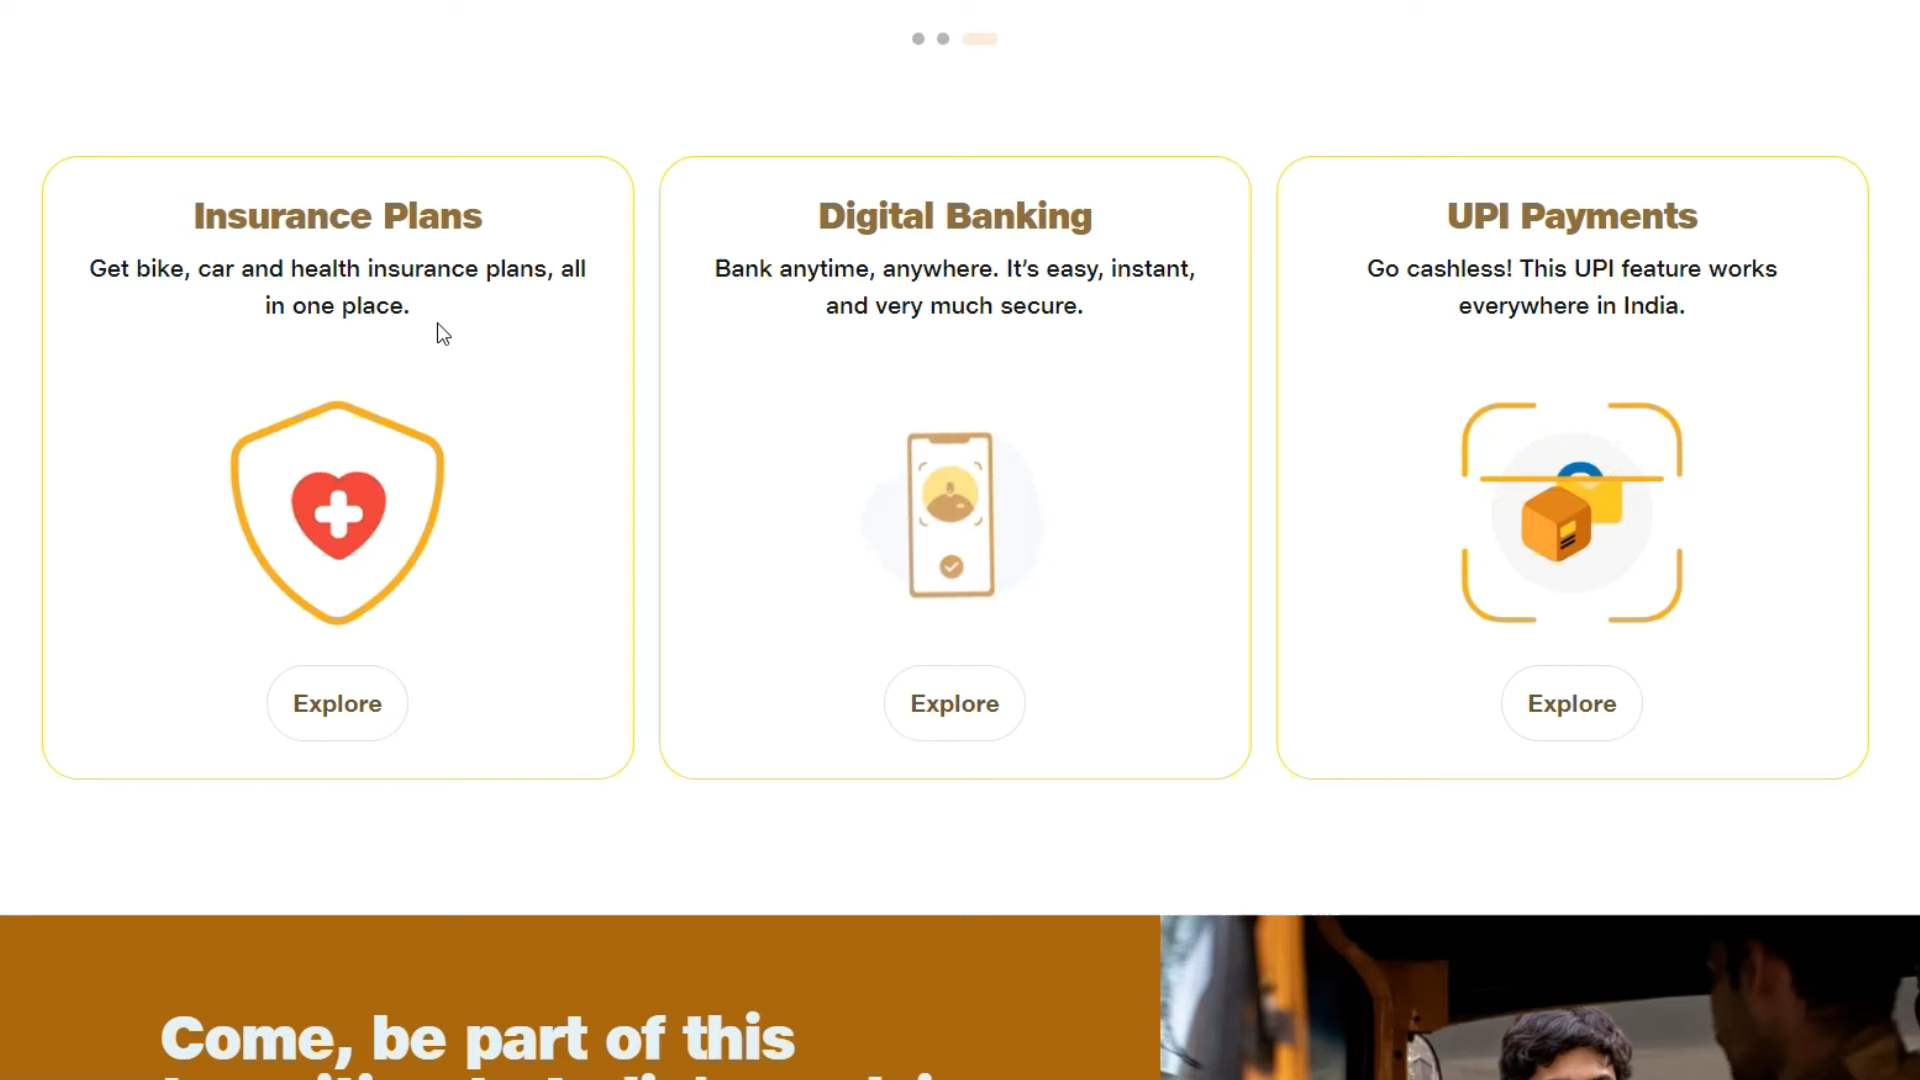 Insurance Plans
Get bike, car and health insurance plans, all
in one place.
Explore
Digital Banking
Bank anytime, anywhere. It’s easy, instant,
and very much secure.
Explore
UPI Payments
Go cashless! This UPI feature works
everywhere in India.
Explore
Come, be part of this